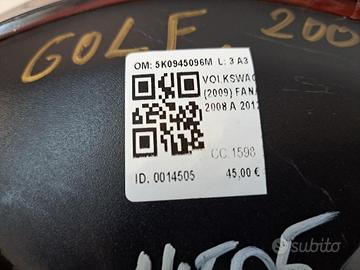 GOLF. 200
OM: 5K0945096M L: 3 A3
VOLKSWAG
(2009) FANA
2008 A 2012
CC.1598
ID. 0014505 45,00 €
subito